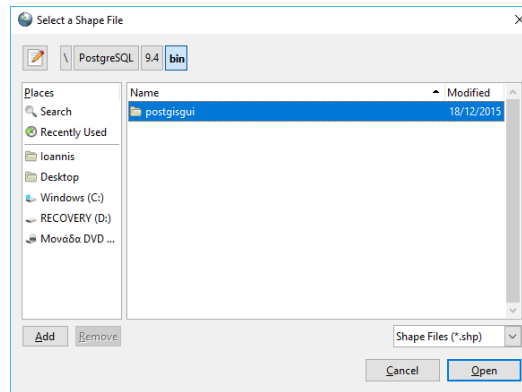 Select a Shape File
\ PostgreSQL 9.4 bin
Places
Search
Recently Used
Ioannis
Desktop
Windows (C:)
RECOVERY (D:)
Μονάδα DVD ...
Name Modified
postgisgui 18/12/2015
Add Remove
Shape Files (*.shp)
Cancel Open